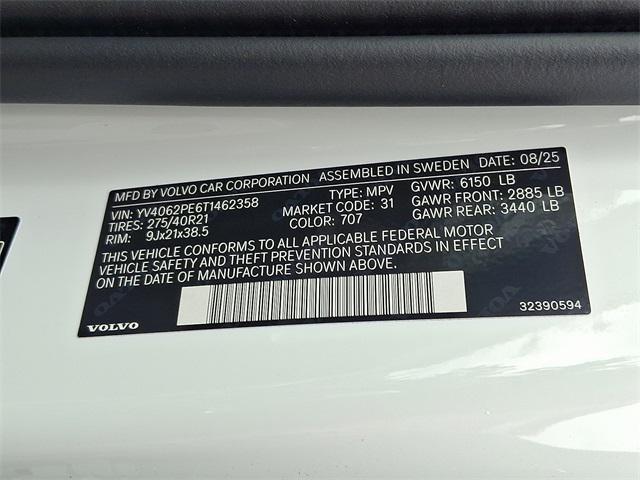 MFD BY VOLVO CAR CORPORATION ASSEMBLED IN SWEDEN DATE: 08/25
VIN: YV4062PE6T1462358 TYPE: MPV GVWR: 6150 LB
TIRES: 275/40R21 MARKET CODE: 31 GAWR FRONT: 2885 LB
RIM: 9Jx21x38.5 COLOR: 707 GAWR REAR: 3440 LB
THIS VEHICLE CONFORMS TO ALL APPLICABLE FEDERAL MOTOR
VEHICLE SAFETY AND THEFT PREVENTION STANDARDS IN EFFECT
ON THE DATE OF MANUFACTURE SHOWN ABOVE.
VOLVO 32390594